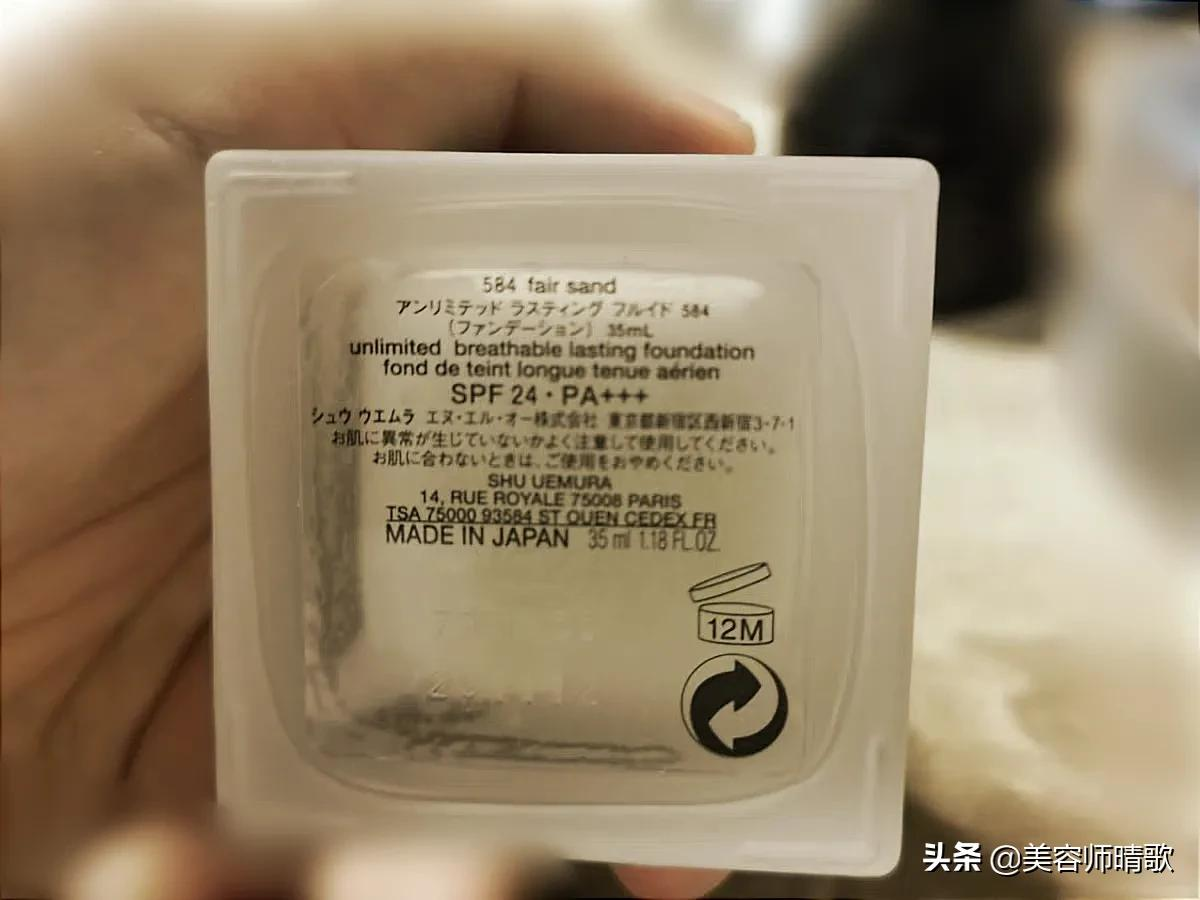 584 fair sand
アンリミテッド ラスティング フルイド 584
(ファンデーション) 35mL
unlimited breathable lasting foundation
fond de teint longue tenue aérien
SPF 24・PA+++
シュウ ウエムラ エヌ・エル・オー株式会社 東京都新宿区西新宿3-7-1
お肌に異常が生じていないかよく注意して使用してください。
お肌に合わないときは、ご使用をおやめください。
SHU UEMURA
14, RUE ROYALE 75008 PARIS
TSA 75000 93584 ST OUEN CEDEX FR
MADE IN JAPAN 35 ml 1.18 FL.OZ.
12M
头条 @美容师晴歌